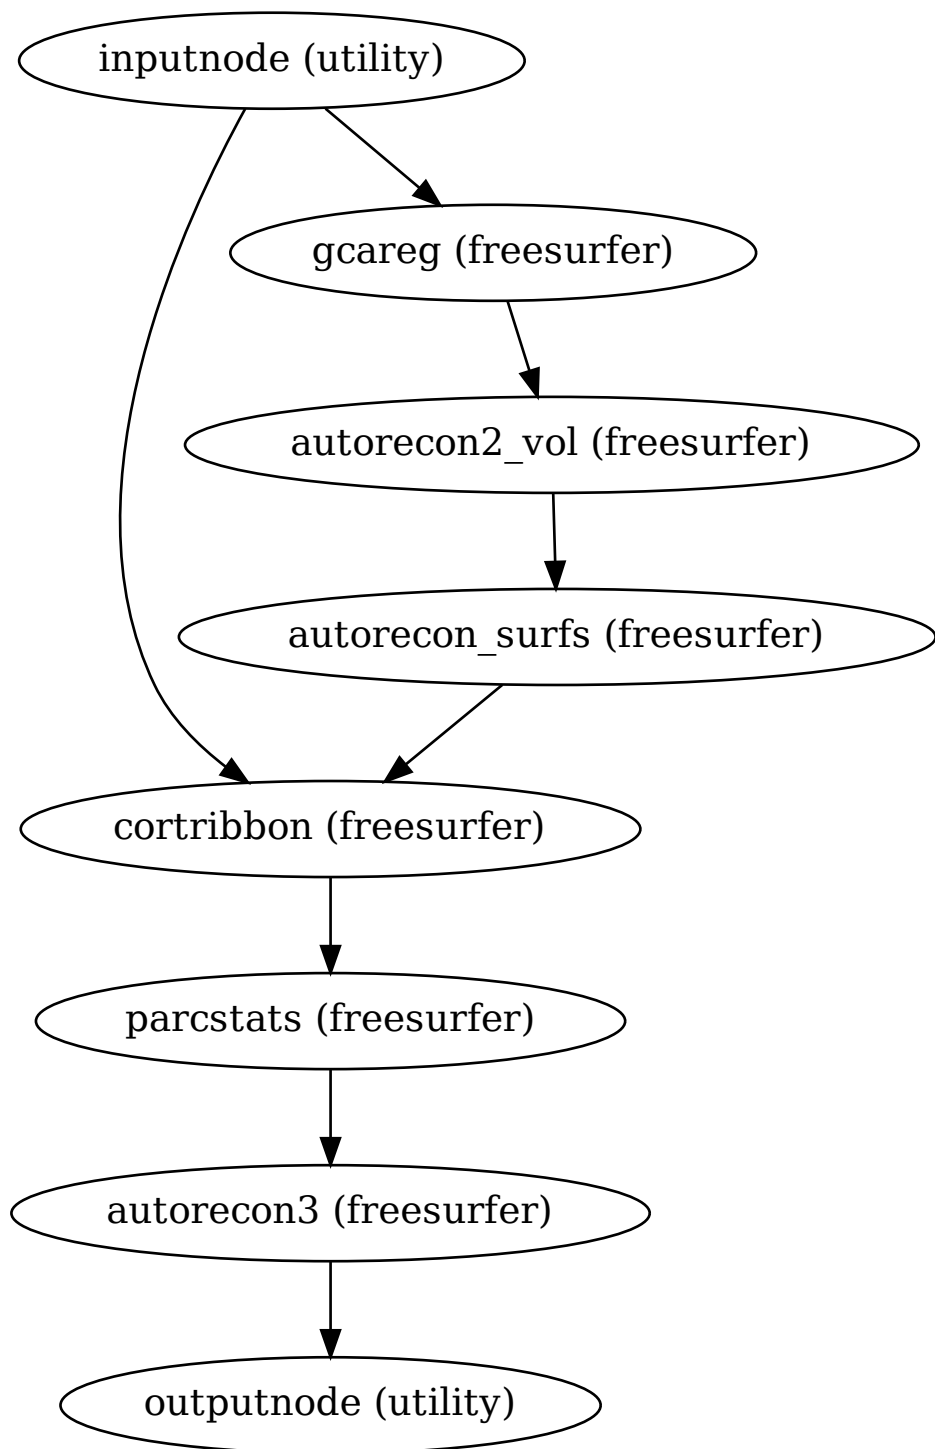 inputnode (utility)
gcareg (freesurfer)
autorecon2_vol (freesurfer)
autorecon_surfs (freesurfer)
cortribbon (freesurfer)
parcstats (freesurfer)
autorecon3 (freesurfer)
outputnode (utility)